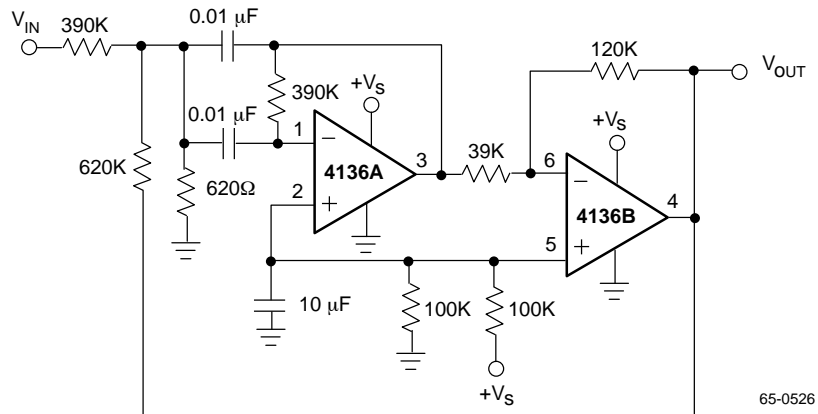 V_IN
390K
0.01 μF
120K
V_OUT
+V_S
390K
+V_S
0.01 μF
1
−
4136A
3
39K
6
−
620K
620Ω
2
+
4136B
4
5
+
10 μF
100K
100K
+V_S
65-0526